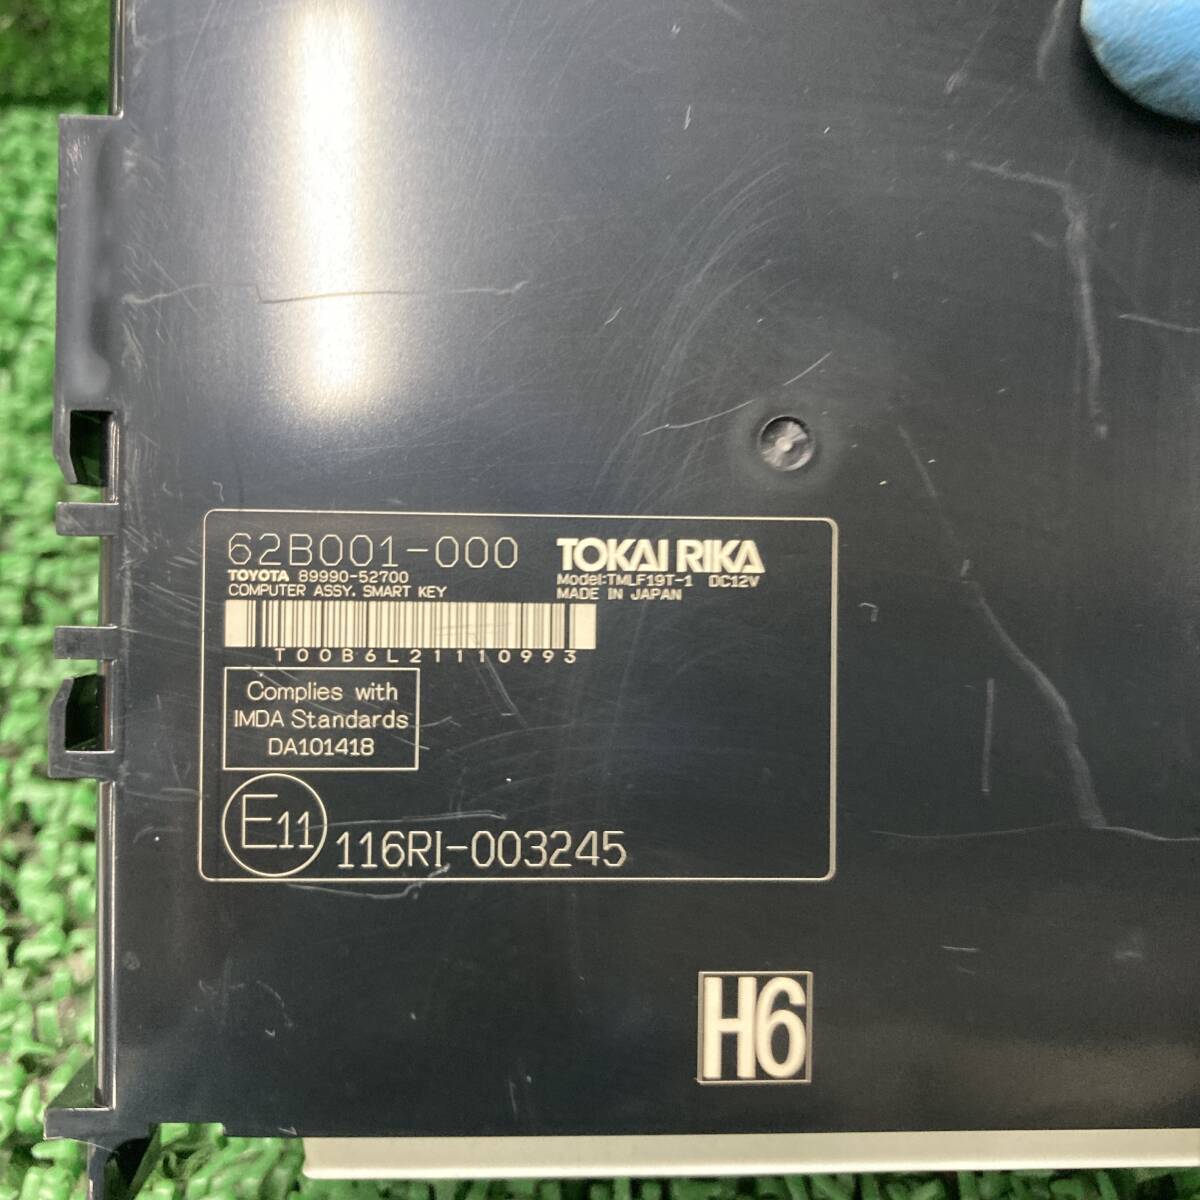 62B001-000
TOKAI RIKA
TOYOTA 89990-52700
Model:TMLF19T-1 DC12V
COMPUTER ASSY. SMART KEY
MADE IN JAPAN
T00B6L21110993
Complies with
IMDA Standards
DA101418
E11
116RI-003245
H6